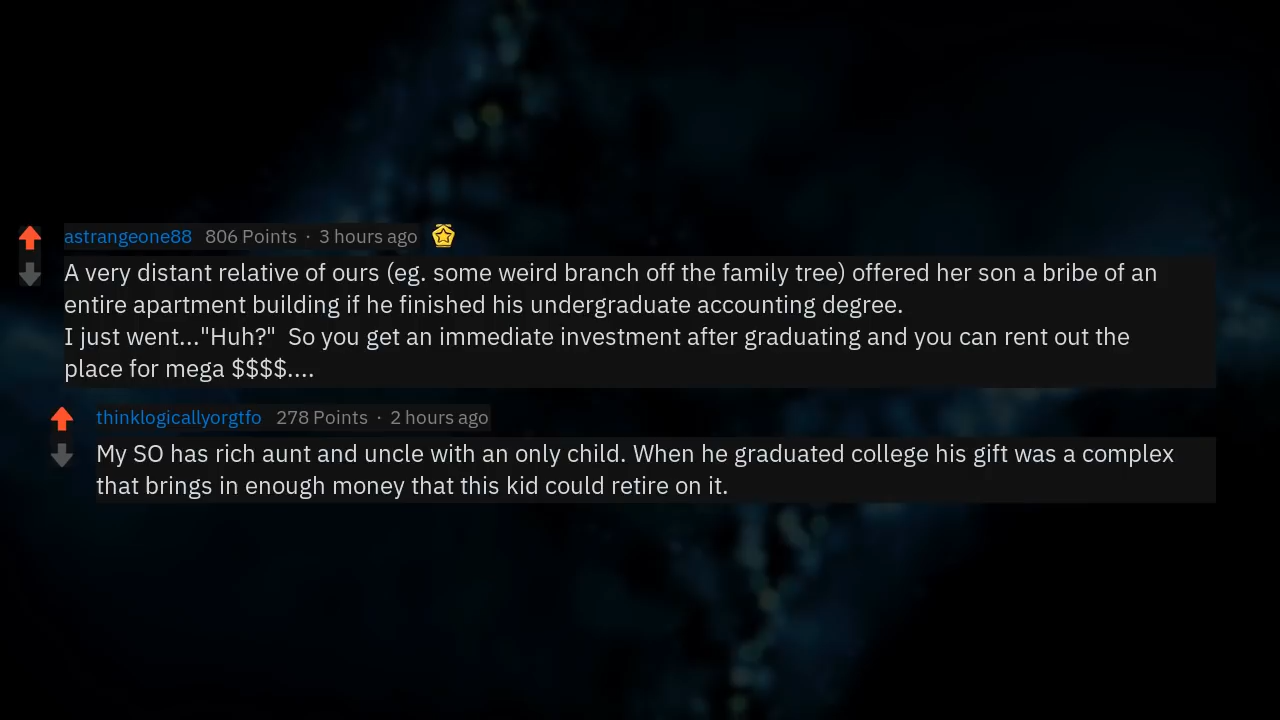 astrangeone88 806 Points · 3 hours ago
A very distant relative of ours (eg. some weird branch off the family tree) offered her son a bribe of an
entire apartment building if he finished his undergraduate accounting degree.
I just went..."Huh?"  So you get an immediate investment after graduating and you can rent out the
place for mega $$$$....
thinklogicallyorgtfo 278 Points · 2 hours ago
My SO has rich aunt and uncle with an only child. When he graduated college his gift was a complex
that brings in enough money that this kid could retire on it.